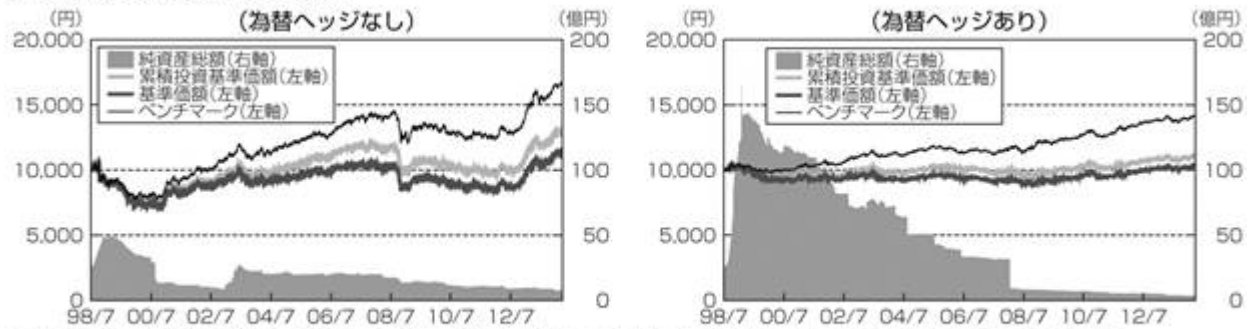 (円) (為替ヘッジなし) (億円)
20,000 200
純資産総額(右軸)
累積投資基準価額(左軸)
基準価額(左軸)
ベンチマーク(左軸)
15,000 150
10,000 100
5,000 50
0 0
98/7 00/7 02/7 04/7 06/7 08/7 10/7 12/7
(円) (為替ヘッジあり) (億円)
20,000 200
純資産総額(右軸)
累積投資基準価額(左軸)
基準価額(左軸)
ベンチマーク(左軸)
15,000 150
10,000 100
5,000 50
0 0
98/7 00/7 02/7 04/7 06/7 08/7 10/7 12/7